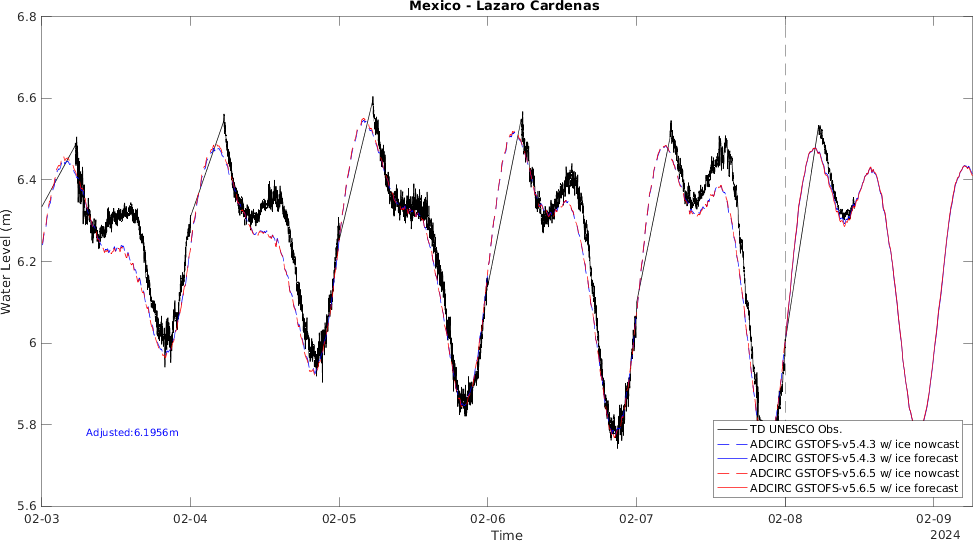 Mexico - Lazaro Cardenas
6.8
6.6
6.4
6.2
6
5.8
5.6
Water Level (m)
Adjusted:6.1956m
TD UNESCO Obs.
ADCIRC GSTOFS-v5.4.3 w/ ice nowcast
ADCIRC GSTOFS-v5.4.3 w/ ice forecast
ADCIRC GSTOFS-v5.6.5 w/ ice nowcast
ADCIRC GSTOFS-v5.6.5 w/ ice forecast
02-03 02-04 02-05 02-06 02-07 02-08 02-09
Time 2024